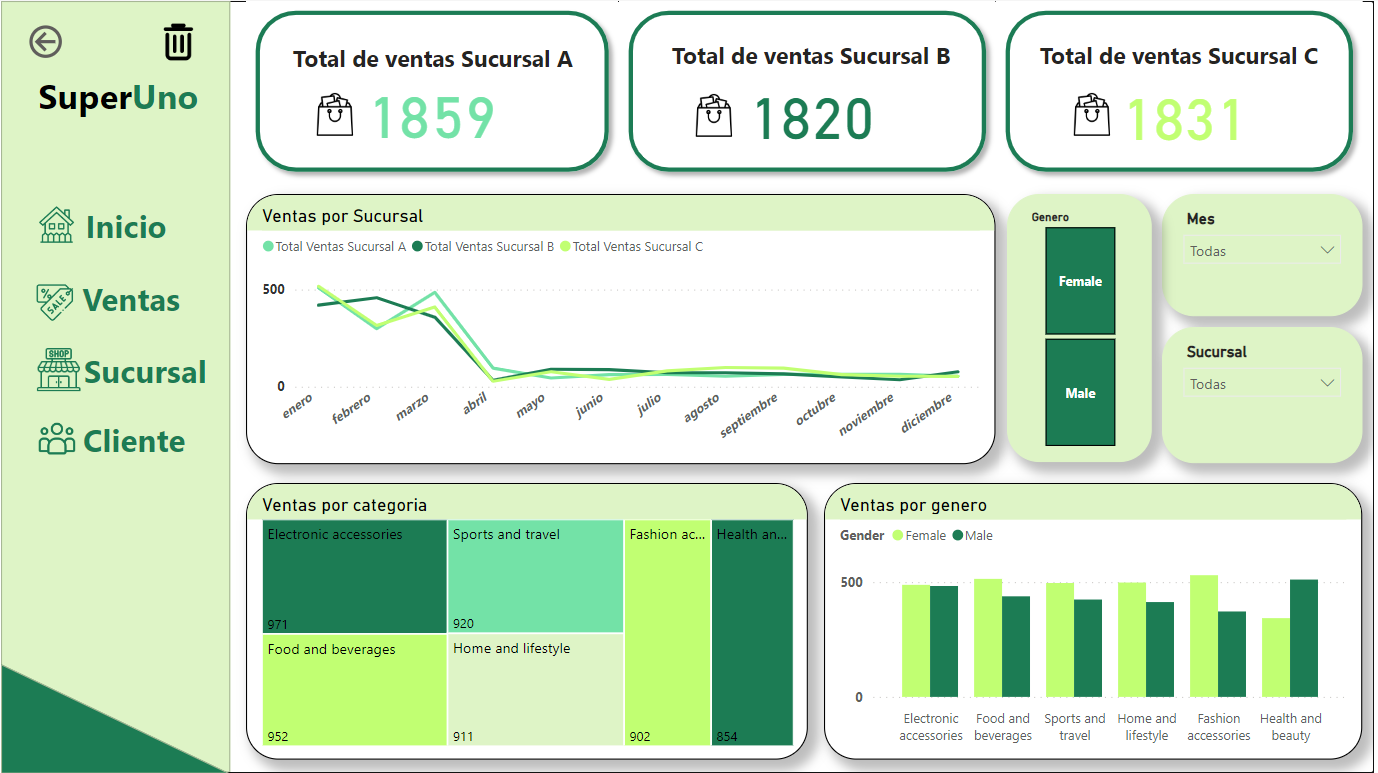 SuperUno
Inicio
Ventas
SHOP
Sucursal
Cliente
% SALE
Total de ventas Sucursal A
1859
Total de ventas Sucursal B
1820
Total de ventas Sucursal C
1831
Ventas por Sucursal
Total Ventas Sucursal A Total Ventas Sucursal B Total Ventas Sucursal C
500
0
enero febrero marzo abril mayo junio julio agosto septiembre octubre noviembre diciembre
Genero
Female
Male
Mes
Todas
Sucursal
Todas
Ventas por categoria
Electronic accessories
971
Food and beverages
952
Sports and travel
920
Home and lifestyle
911
Fashion ac...
902
Health an...
854
Ventas por genero
Gender Female Male
500
0
Electronic accessories
Food and beverages
Sports and travel
Home and lifestyle
Fashion accessories
Health and beauty